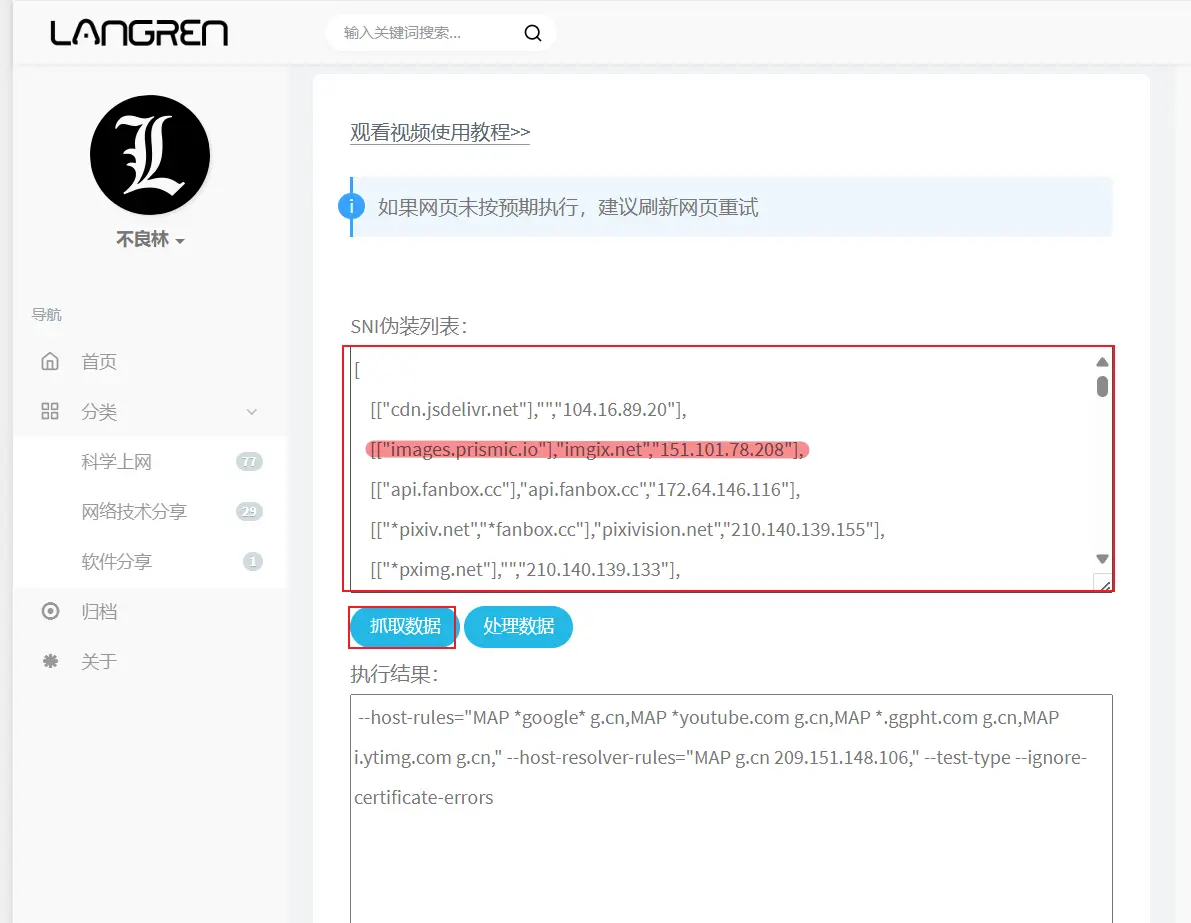 LANGREN
输入关键词搜索...
不良林
导航
首页
分类
科学上网 77
网络技术分享 29
软件分享 1
归档
关于
观看视频使用教程>>
如果网页未按预期执行，建议刷新网页重试
SNI伪装列表：
[
[["cdn.jsdelivr.net"],"","104.16.89.20"],
[["images.prismic.io"],"imgix.net","151.101.78.208"],
[["api.fanbox.cc"],"api.fanbox.cc","172.64.146.116"],
[["*pixiv.net","*fanbox.cc"],"pixivision.net","210.140.139.155"],
[["*pximg.net"],"","210.140.139.133"],
抓取数据 处理数据
执行结果：
--host-rules="MAP *google* g.cn,MAP *youtube.com g.cn,MAP *.ggpht.com g.cn,MAP
i.ytimg.com g.cn," --host-resolver-rules="MAP g.cn 209.151.148.106," --test-type --ignore-
certificate-errors